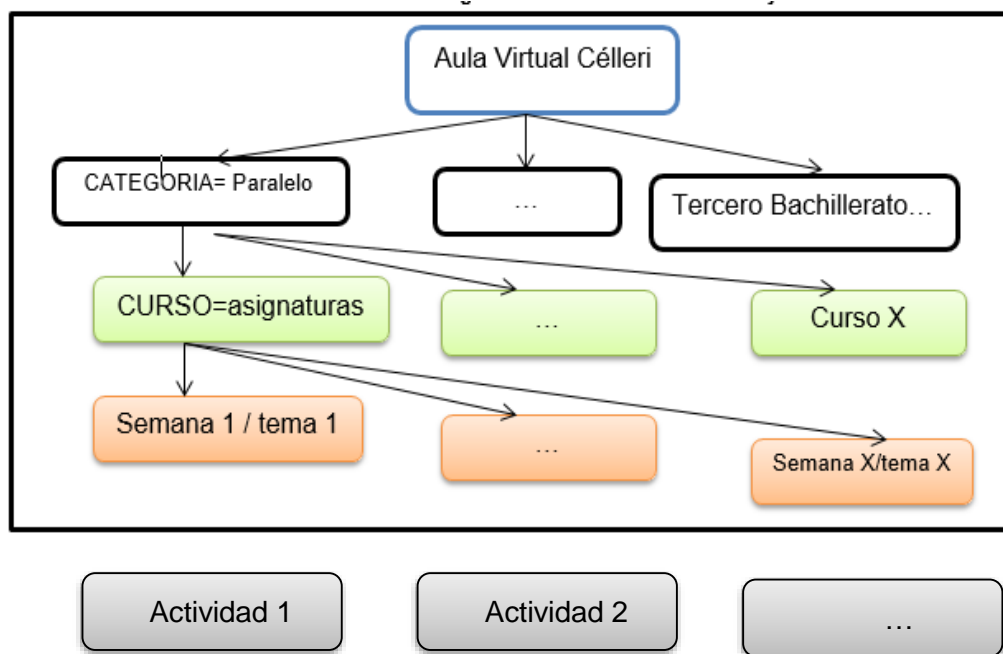 Aula Virtual Célleri
CATEGORIA= Paralelo
…
Tercero Bachillerato…
CURSO=asignaturas
…
Curso X
Semana 1 / tema 1
…
Semana X/tema X
Actividad 1
Actividad 2
…